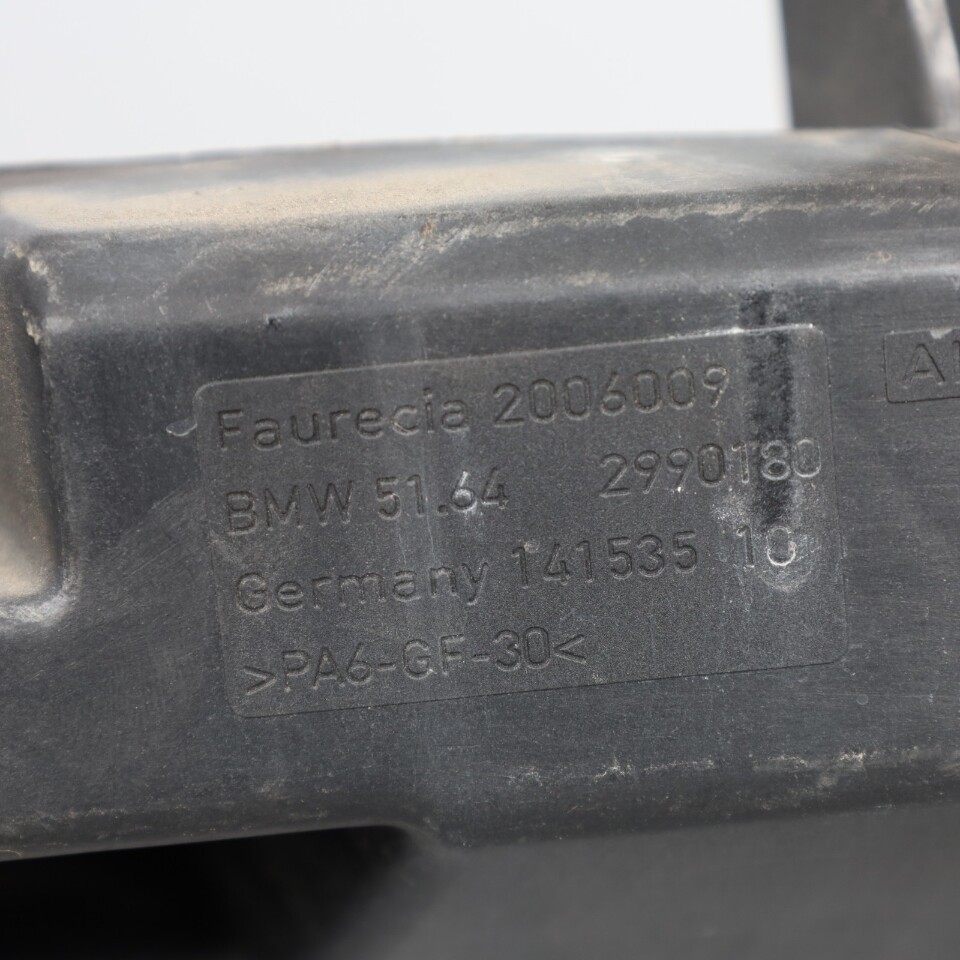 Faurecia 2006009
BMW 51.64 2990180
Germany 141535 10
>PA6-GF-30<